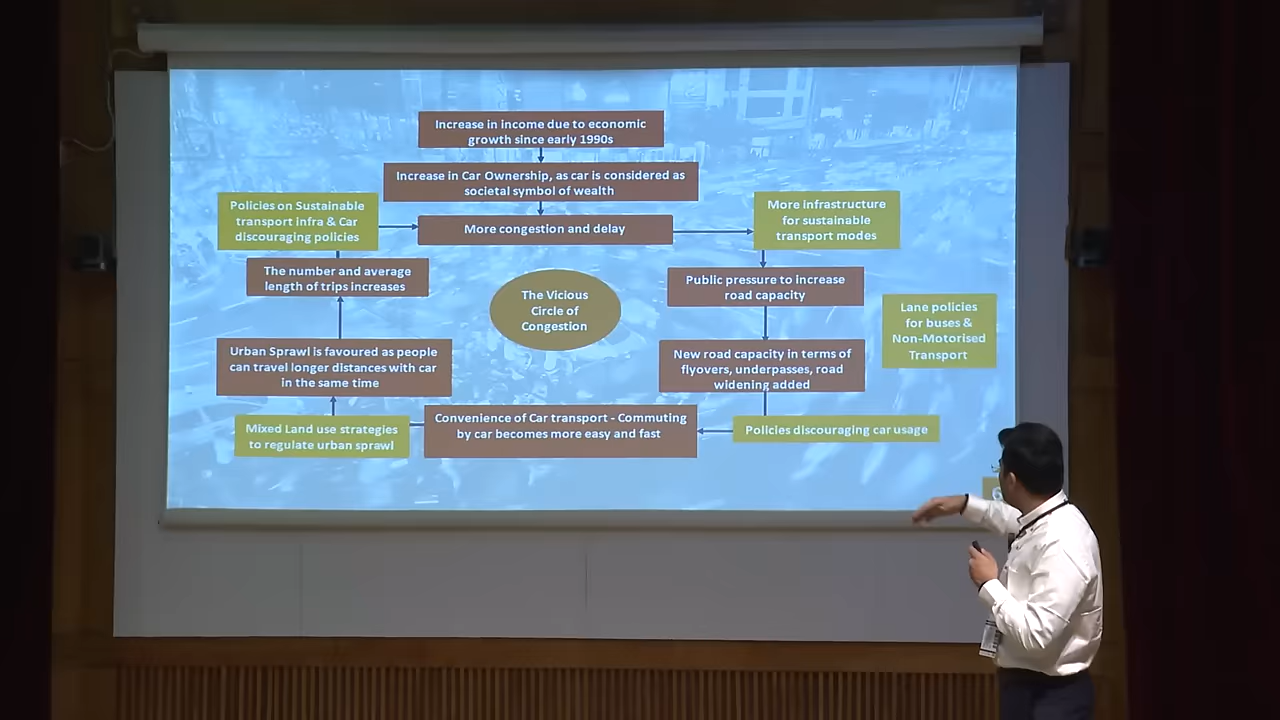 Increase in income due to economic
growth since early 1990s
Increase in Car Ownership, as car is considered as
societal symbol of wealth
Policies on Sustainable
transport infra & Car
discouraging policies
More congestion and delay
More infrastructure
for sustainable
transport modes
The number and average
length of trips increases
The Vicious
Circle of
Congestion
Public pressure to increase
road capacity
Lane policies
for buses &
Non-Motorised
Transport
Urban Sprawl is favoured as people
can travel longer distances with car
in the same time
New road capacity in terms of
flyovers, underpasses, road
widening added
Mixed Land use strategies
to regulate urban sprawl
Convenience of Car transport - Commuting
by car becomes more easy and fast
Policies discouraging car usage